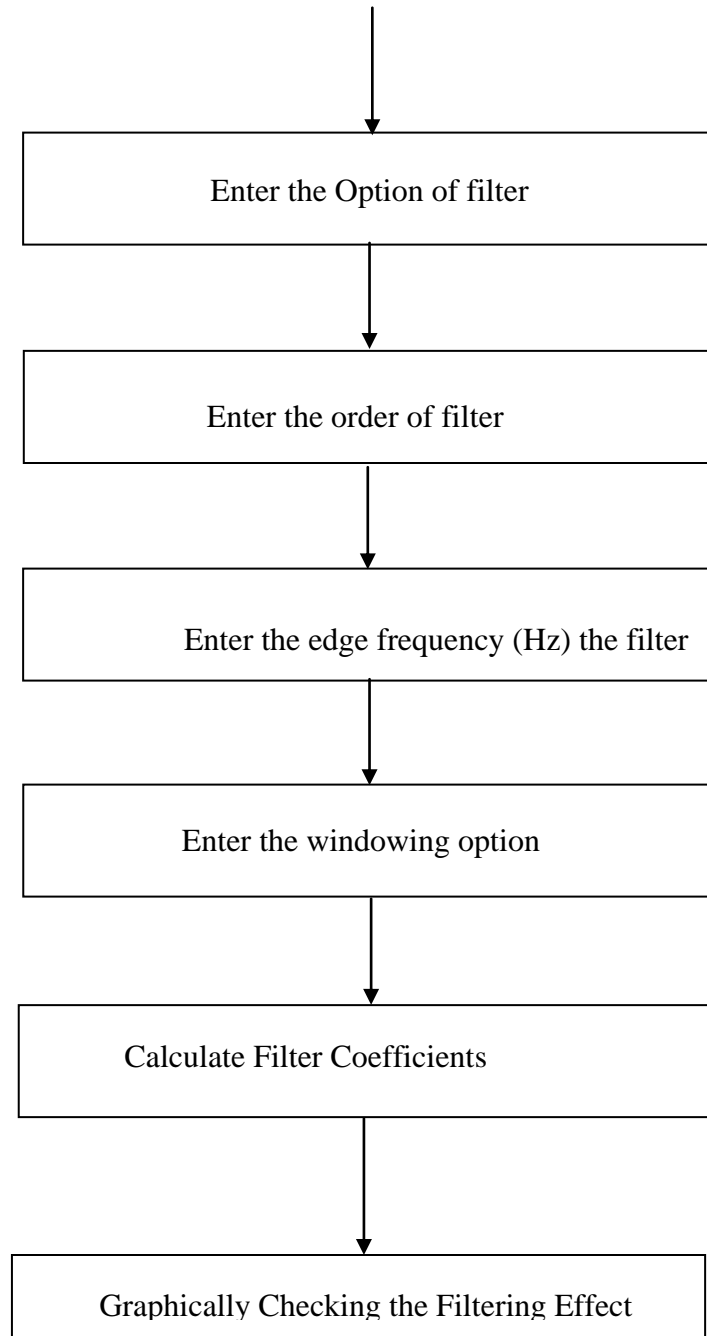 Enter the Option of filter
Enter the order of filter
Enter the edge frequency (Hz) the filter
Enter the windowing option
Calculate Filter Coefficients
Graphically Checking the Filtering Effect